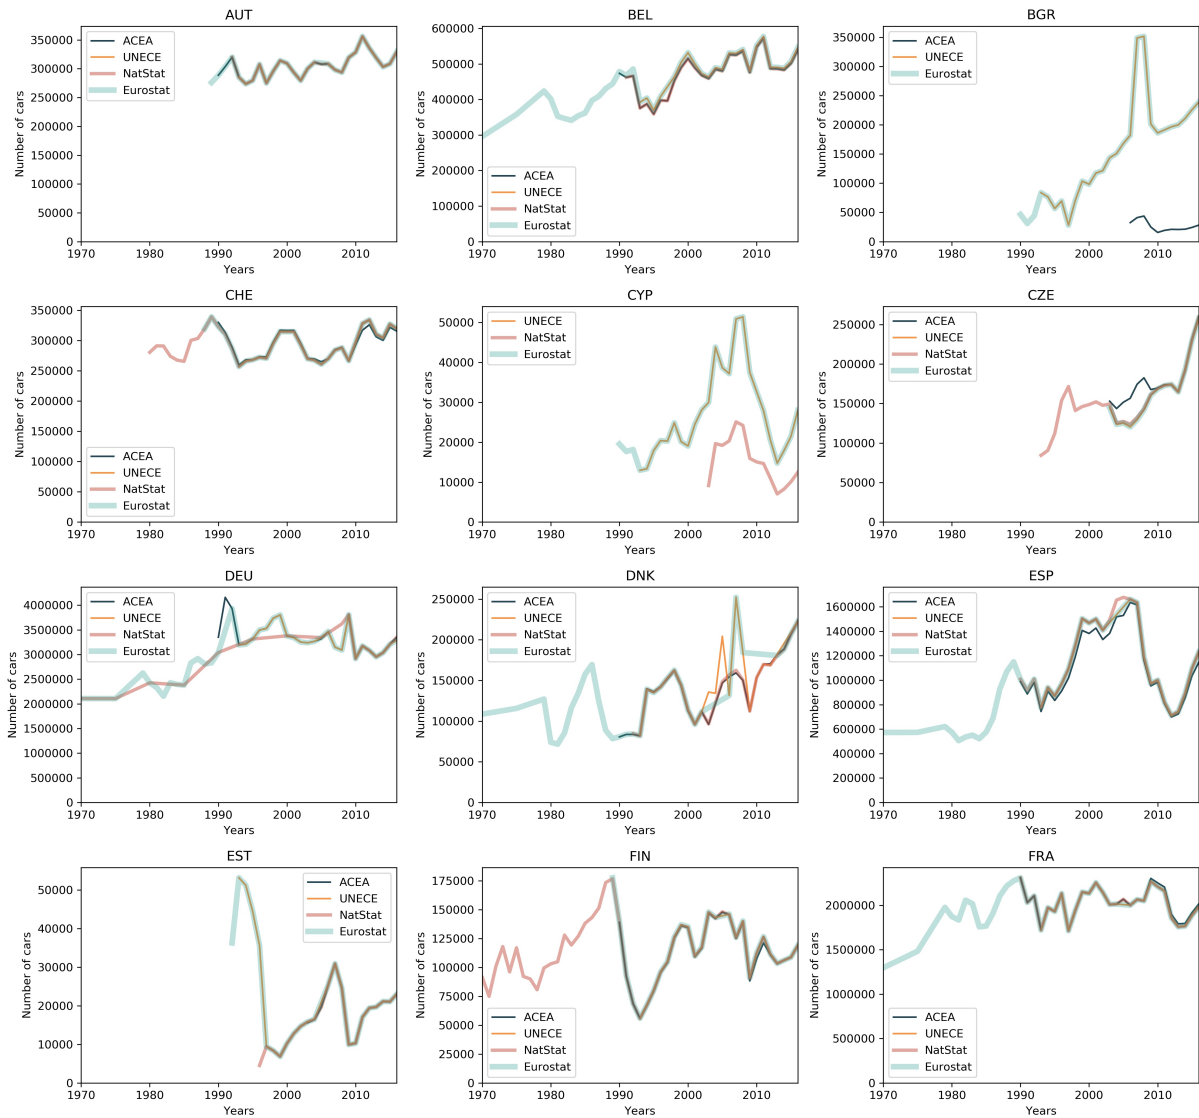 AUT
350000
300000
250000
200000
150000
100000
50000
0
Number of cars
ACEA
UNECE
NatStat
Eurostat
1970 1980 1990 2000 2010
Years
BEL
600000
500000
400000
300000
200000
100000
0
Number of cars
ACEA
UNECE
NatStat
Eurostat
1970 1980 1990 2000 2010
Years
BGR
350000
300000
250000
200000
150000
100000
50000
0
Number of cars
ACEA
UNECE
Eurostat
1970 1980 1990 2000 2010
Years
CHE
350000
300000
250000
200000
150000
100000
50000
0
Number of cars
ACEA
UNECE
NatStat
Eurostat
1970 1980 1990 2000 2010
Years
CYP
50000
40000
30000
20000
10000
0
Number of cars
UNECE
NatStat
Eurostat
1970 1980 1990 2000 2010
Years
CZE
250000
200000
150000
100000
50000
0
Number of cars
ACEA
UNECE
NatStat
Eurostat
1970 1980 1990 2000 2010
Years
DEU
4000000
3500000
3000000
2500000
2000000
1500000
1000000
500000
0
Number of cars
ACEA
UNECE
NatStat
Eurostat
1970 1980 1990 2000 2010
Years
DNK
250000
200000
150000
100000
50000
0
Number of cars
ACEA
UNECE
NatStat
Eurostat
1970 1980 1990 2000 2010
Years
ESP
1600000
1400000
1200000
1000000
800000
600000
400000
200000
0
Number of cars
ACEA
UNECE
NatStat
Eurostat
1970 1980 1990 2000 2010
Years
EST
50000
40000
30000
20000
10000
0
Number of cars
ACEA
UNECE
NatStat
Eurostat
1970 1980 1990 2000 2010
Years
FIN
175000
150000
125000
100000
75000
50000
25000
0
Number of cars
ACEA
UNECE
NatStat
Eurostat
1970 1980 1990 2000 2010
Years
FRA
2000000
1500000
1000000
500000
0
Number of cars
ACEA
UNECE
NatStat
Eurostat
1970 1980 1990 2000 2010
Years